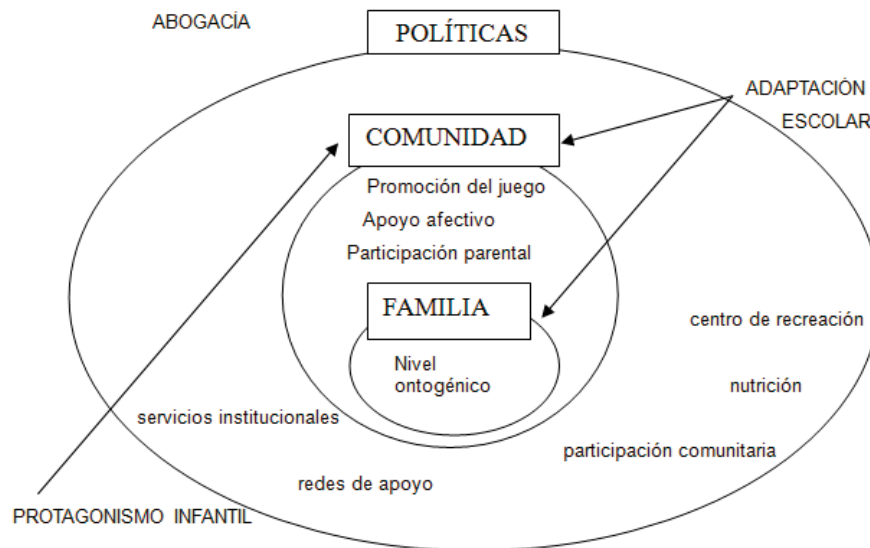 ABOGACÍA
POLÍTICAS
ADAPTACIÓN
ESCOLAR
COMUNIDAD
Promoción del juego
Apoyo afectivo
Participación parental
FAMILIA
centro de recreación
Nivel
ontogénico
nutrición
servicios institucionales
participación comunitaria
redes de apoyo
PROTAGONISMO INFANTIL